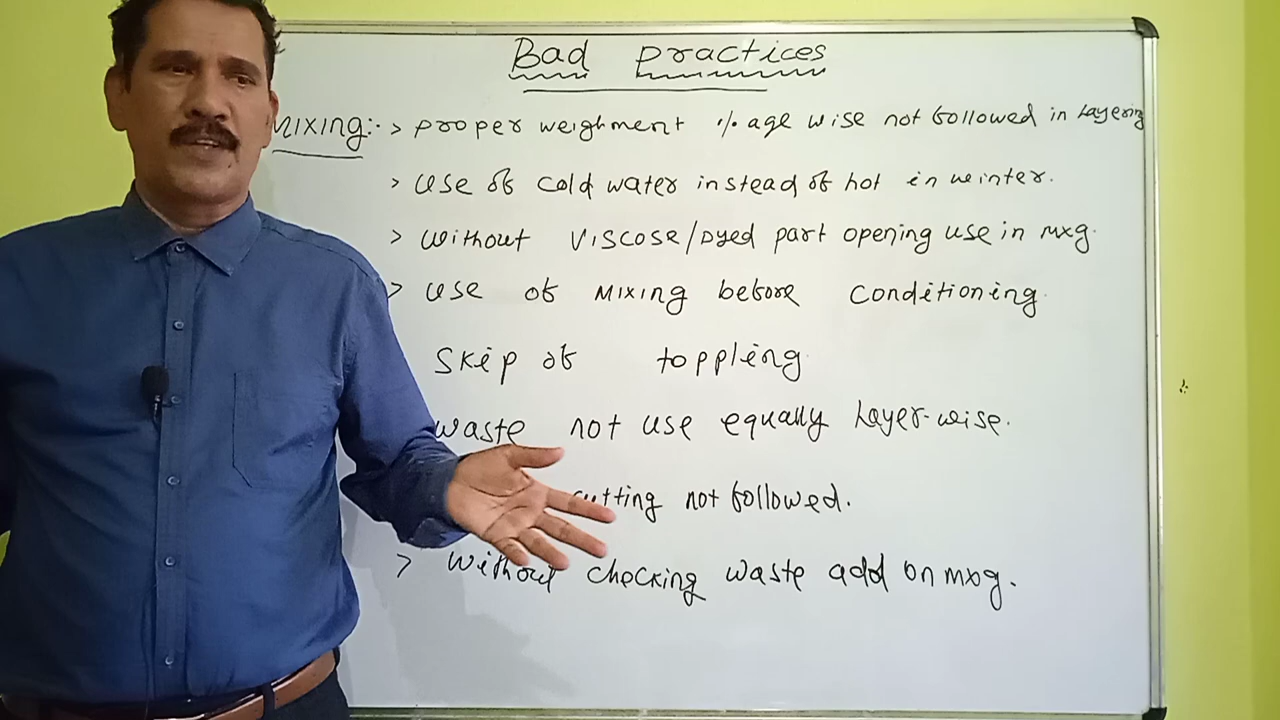 Bad Practices
MIXING:- > Proper weighment % age wise not followed in Layering
> Use of cold water instead of hot in winter.
> Without VISCOSE/Dyed part opening use in mxg.
> Use of MIXING before Conditioning.
Skip of toppling
waste not use equally Layer-wise.
cutting not followed.
> Without checking waste add on mxg.